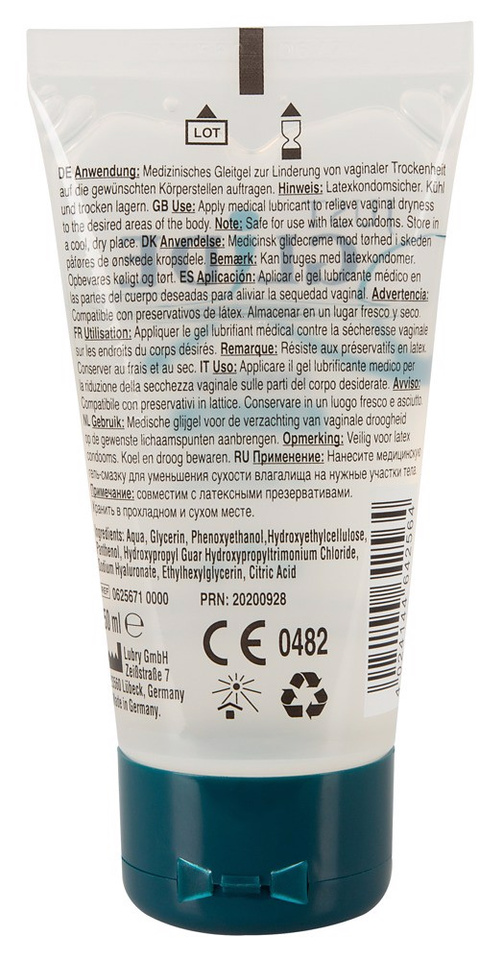 LOT
DE Anwendung: Medizinisches Gleitgel zur Linderung von vaginaler Trockenheit
auf die gewünschten Körperstellen auftragen. Hinweis: Latexkondomsicher. Kühl
und trocken lagern. GB Use: Apply medical lubricant to relieve vaginal dryness
to the desired areas of the body. Note: Safe for use with latex condoms. Store in
a cool, dry place. DK Anvendelse: Medicinsk glidecreme mod tørhed i skeden
påføres de ønskede kropsdele. Bemærk: Kan bruges med latexkondomer.
Opbevares køligt og tørt. ES Aplicación: Aplicar el gel lubricante médico en
las partes del cuerpo deseadas para aliviar la sequedad vaginal. Advertencia:
Compatible con preservativos de látex. Almacenar en un lugar fresco y seco.
FR Utilisation: Appliquer le gel lubrifiant médical contre la sécheresse vaginale
sur les endroits du corps désirés. Remarque: Résiste aux préservatifs en latex.
Conserver au frais et au sec. IT Uso: Applicare il gel lubrificante medico per
la riduzione della secchezza vaginale sulle parti del corpo desiderate. Avviso:
Compatibile con preservativi in lattice. Conservare in un luogo fresco e asciutto.
NL Gebruik: Medische glijgel voor de verzachting van vaginale droogheid
op de gewenste lichaamspunten aanbrengen. Opmerking: Veilig voor latex
condooms. Koel en droog bewaren. RU Применение: Нанесите медицинскую
гель-смазку для уменьшения сухости влагалища на нужные участки тела.
Примечание: совместим с латексными презервативами.
Хранить в прохладном и сухом месте.
Ingredients: Aqua, Glycerin, Phenoxyethanol, Hydroxyethylcellulose,
Panthenol, Hydroxypropyl Guar Hydroxypropyltrimonium Chloride,
Sodium Hyaluronate, Ethylhexylglycerin, Citric Acid
REF 0625671 0000 PRN: 20200928
50 ml e
CE 0482
Lubry GmbH
Zeißstraße 7
23560 Lübeck, Germany
Made in Germany.
4 024144 642564